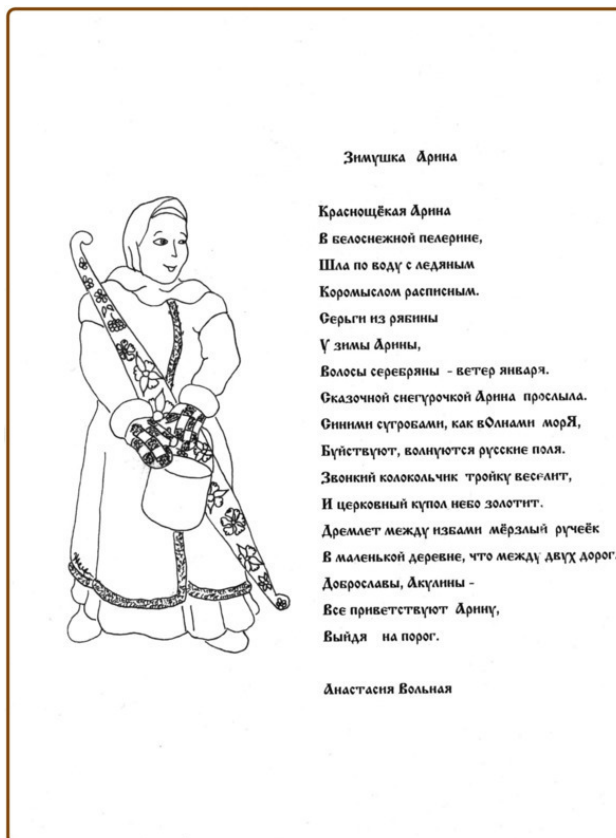 Зимушка Арина
Краснощёкая Арина
В белоснежной пелерине,
Шла по воду с ледяным
Коромыслом расписным.
Серьги из рябины
У зимы Арины,
Волосы серебряны - ветер января.
Сказочной снегурочкой Арина прослыла.
Синими сугробами, как вОлнами морЯ,
Буйствуют, волнуются русские поля.
Звонкий колокольчик тройку веселит,
И церковный купол небо золотит.
Дремлет между избами мёрзлый ручеёк
В маленькой деревне, что между двух дорог.
Доброславы, Акулины -
Все приветствуют Арину,
Выйдя на порог.
Анастасия Вольная